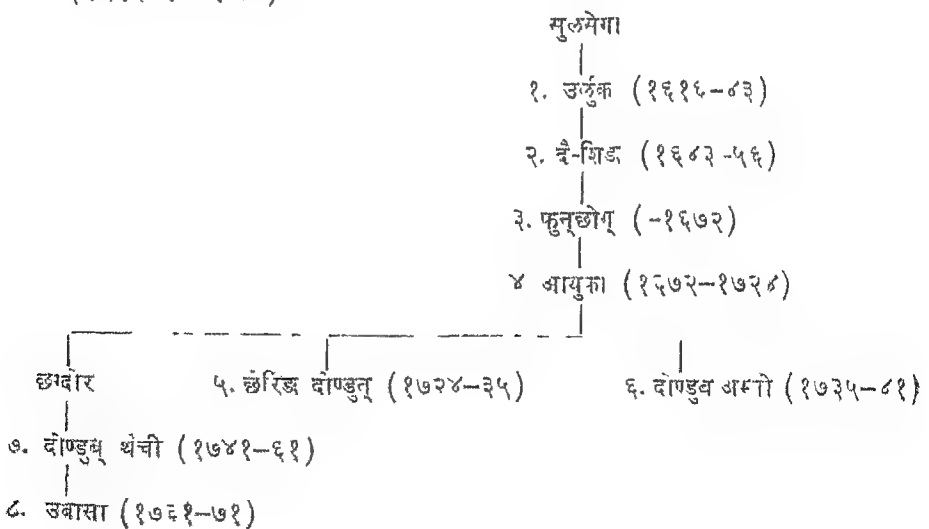 सुलमेगा
१. उर्लुक (१६१६-४३)
२. दै-शिङ (१६४३-५६)
३. फुन्छोग् (-१६७२)
४ आयुका (१६७२-१७२४)
छग्दोर ५. छेरिङ दोण्डुव् (१७२४-३५) ६. दोण्डुब अम्पो (१७३५-४१)
७. दोण्डुब् थेची (१७४१-६१)
८. उबासा (१७६१-७१)